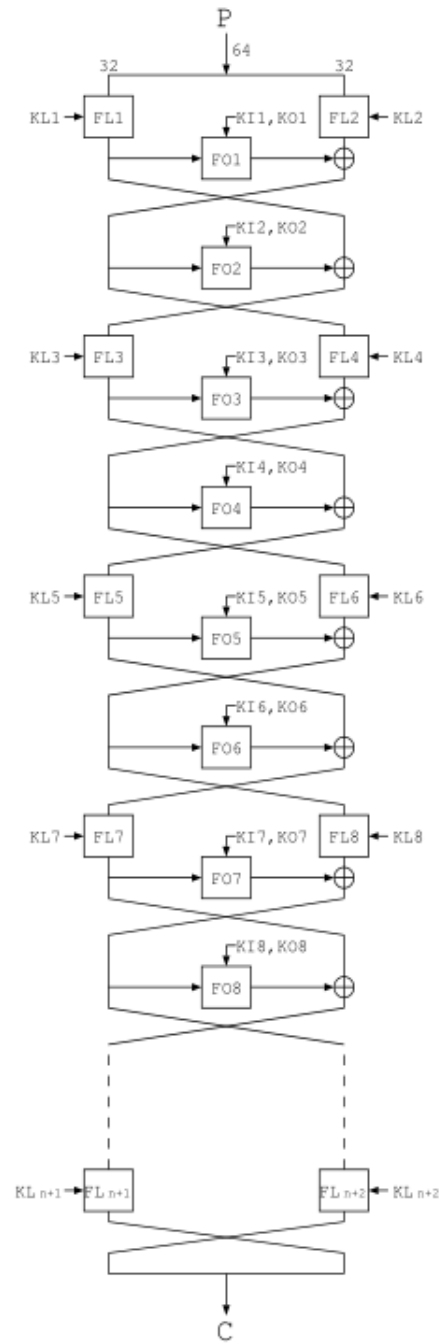 P
64
32 32
KL1 FL1 KI1,KO1 FL2 KL2
FO1
KI2,KO2
FO2
KL3 FL3 KI3,KO3 FL4 KL4
FO3
KI4,KO4
FO4
KL5 FL5 KI5,KO5 FL6 KL6
FO5
KI6,KO6
FO6
KL7 FL7 KI7,KO7 FL8 KL8
FO7
KI8,KO8
FO8
KL n+1 FL n+1 FL n+2 KL n+2
C